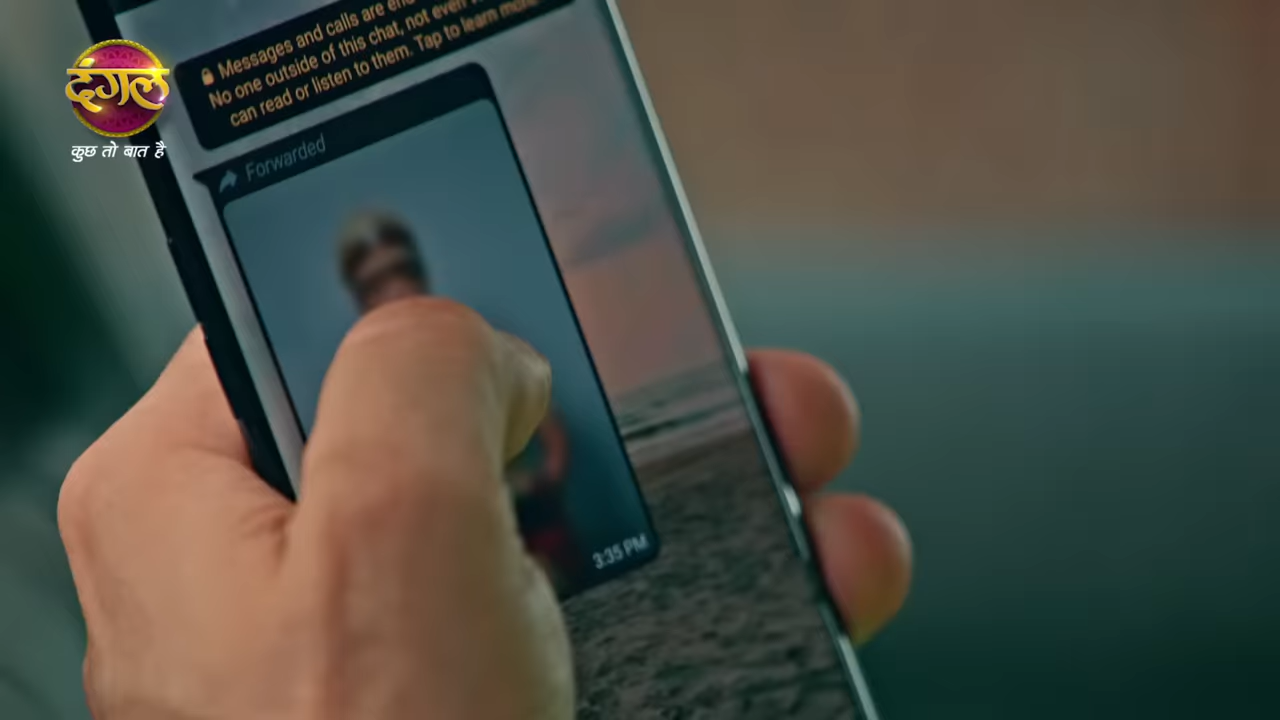 दंगल
कुछ तो बात है
Messages and calls are
No one outside of this chat, not even
can read or listen to them. Tap to learn more.
Forwarded
3:35 PM